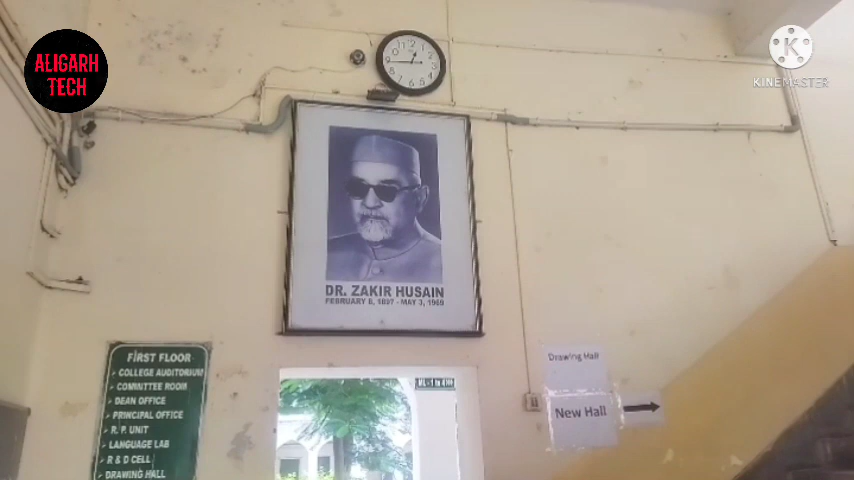 ALIGARH
TECH
KINEMASTER
DR. ZAKIR HUSAIN
FEBRUARY 8, 1897 - MAY 3, 1969
FIRST FLOOR
COLLEGE AUDITORIUM
COMMITTEE ROOM
DEAN OFFICE
PRINCIPAL OFFICE
R. P. UNIT
LANGUAGE LAB
R & D CELL
DRAWING HALL
Drawing Hall
New Hall